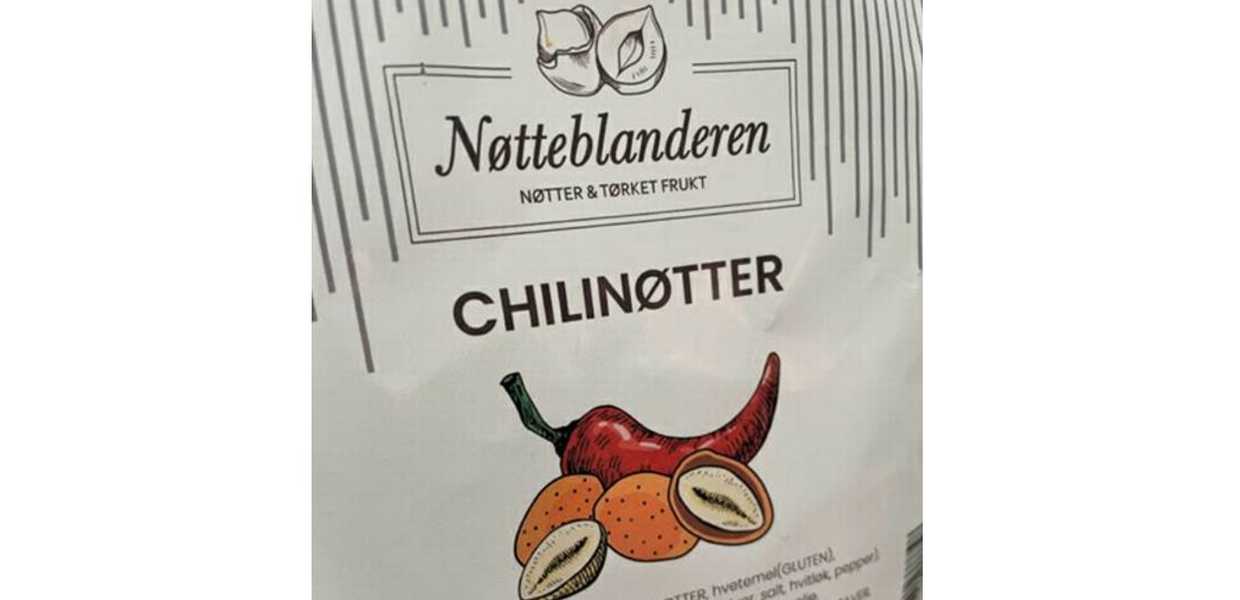 Nøtteblanderen
NØTTER & TØRKET FRUKT
CHILINØTTER
hvetemel(GLUTEN),
salt, hvitløk, pepper),